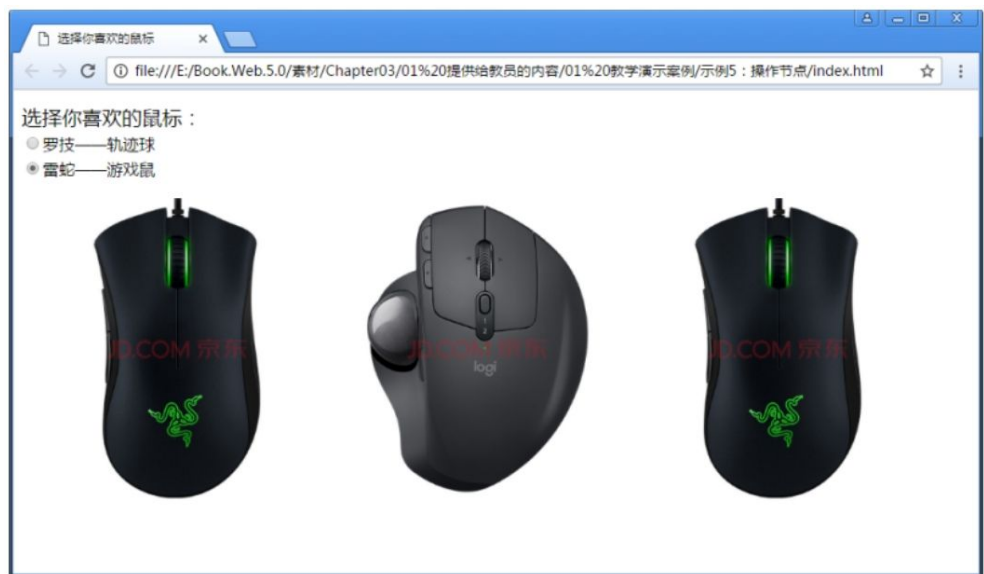 选择你喜欢的鼠标
file:///E:/Book.Web.5.0/素材/Chapter03/01%20提供给教员的内容/01%20教学演示案例/示例5：操作节点/index.html
选择你喜欢的鼠标：
罗技——轨迹球
雷蛇——游戏鼠
JD.COM 京东
JD.COM 京东
logi
JD.COM 京东